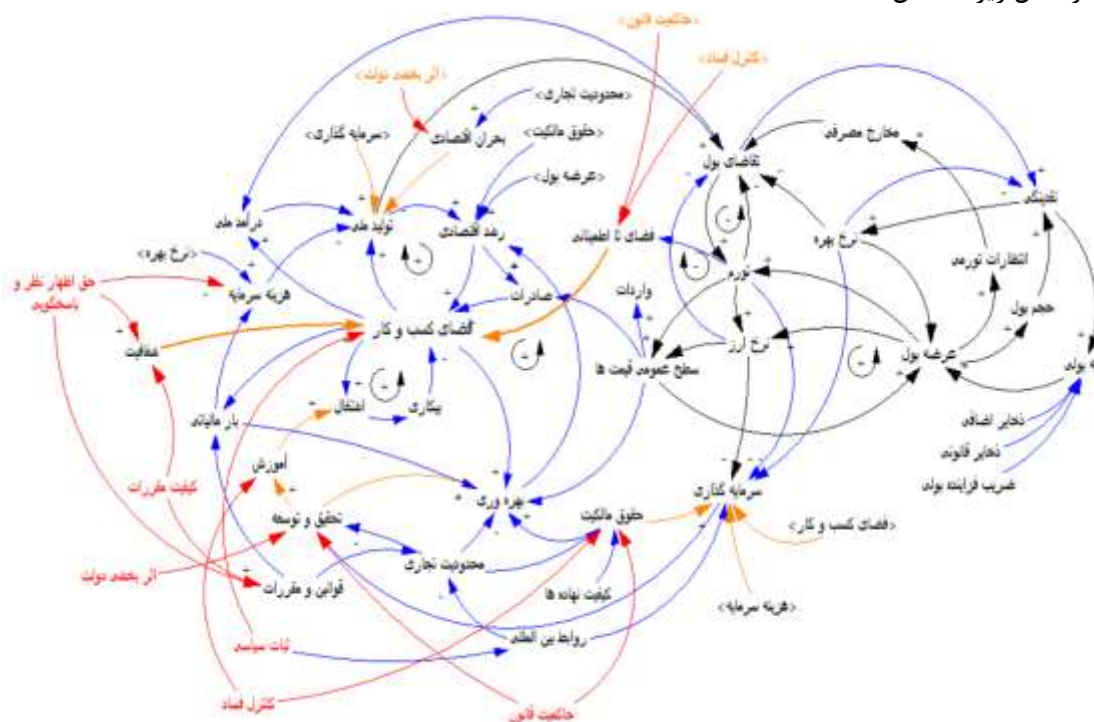 <حاکمیت قانون>
<کنترل فساد>
<اثر بخشی دولت>
<محدودیت تجاری>
بحران اقتصادی
<سرمایه گذاری>
<حقوق مالکیت>
<عرضه پول>
مخارج مصرفی
تقاضای پول
نقدینگی
درآمد ملی
تولید ملی
رشد اقتصادی
فضای نا اطمینانی
نرخ بهره
انتظارات تورمی
<نرخ بهره>
تورم
حق اظهار نظر و
پاسخگویی
هزینه سرمایه
صادرات
واردات
حجم پول
شفافیت
فضای کسب و کار
سطح عمومی قیمت ها
نرخ ارز
عرضه پول
ه پولی
اشتغال
بیکاری
بار مالیاتی
ذخایر اضافی
ذخایر قانونی
ضریب فزاینده پولی
آموزش
کیفیت مقررات
بهره وری
سرمایه گذاری
حقوق مالکیت
تحقیق و توسعه
<فضای کسب و کار>
محدودیت تجاری
اثر بخشی دولت
قوانین و مقررات
کیفیت نهاده ها
<هزینه سرمایه>
ثبات سیاسی
روابط بین المللی
کنترل فساد
حاکمیت قانون